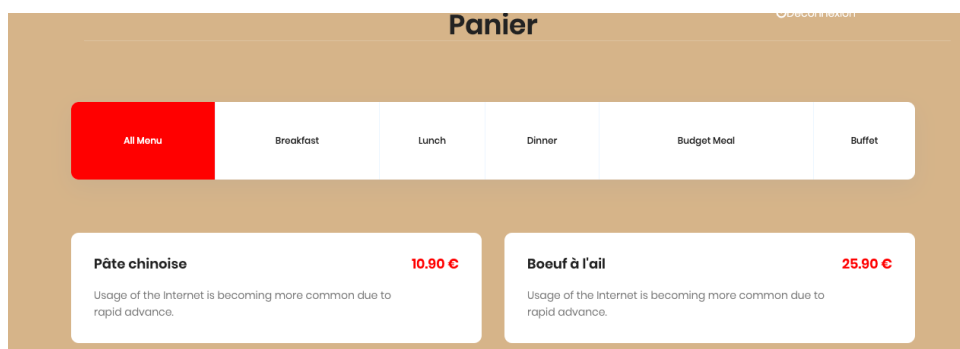 Déconnexion
Panier
All Menu
Breakfast
Lunch
Dinner
Budget Meal
Buffet
Pâte chinoise
10.90 €
Usage of the Internet is becoming more common due to
rapid advance.
Boeuf à l'ail
25.90 €
Usage of the Internet is becoming more common due to
rapid advance.